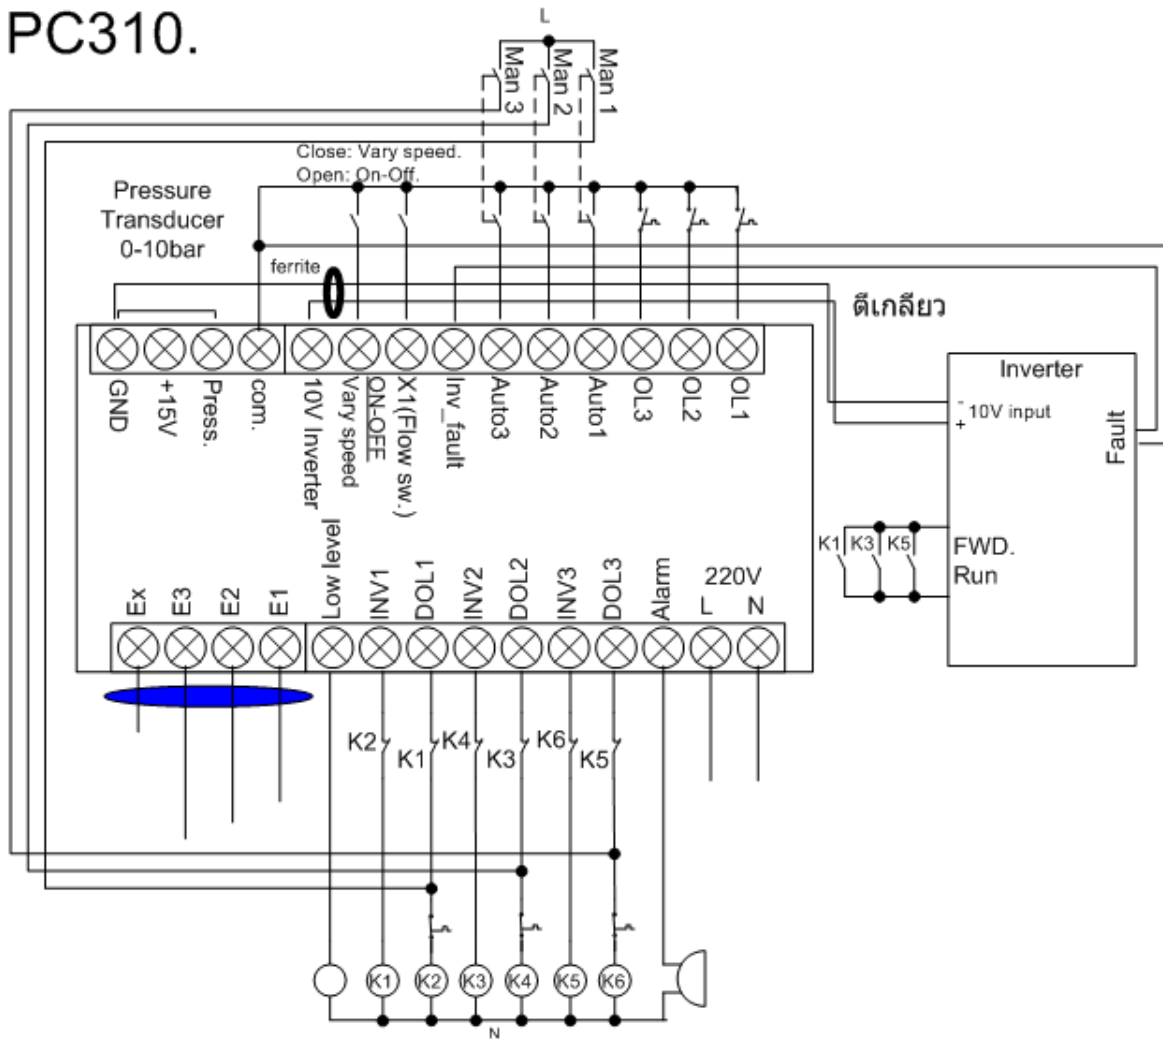 PC310.
L
Man 3
Man 2
Man 1
Close: Vary speed.
Open: On-Off.
Pressure
Transducer
0-10bar
ferrite
ตีเกลียว
GND
+15V
Press.
com.
10V Inverter
Vary speed
ON-OFF
X1(Flow sw.)
Inv_fault
Auto3
Auto2
Auto1
OL3
OL2
OL1
Inverter
-
10V input
+
Fault
K1
K3
K5
FWD.
Run
Ex
E3
E2
E1
Low level
INV1
DOL1
INV2
DOL2
INV3
DOL3
Alarm
220V
L
N
K2
K1
K4
K3
K6
K5
K1
K2
K3
K4
K5
K6
N